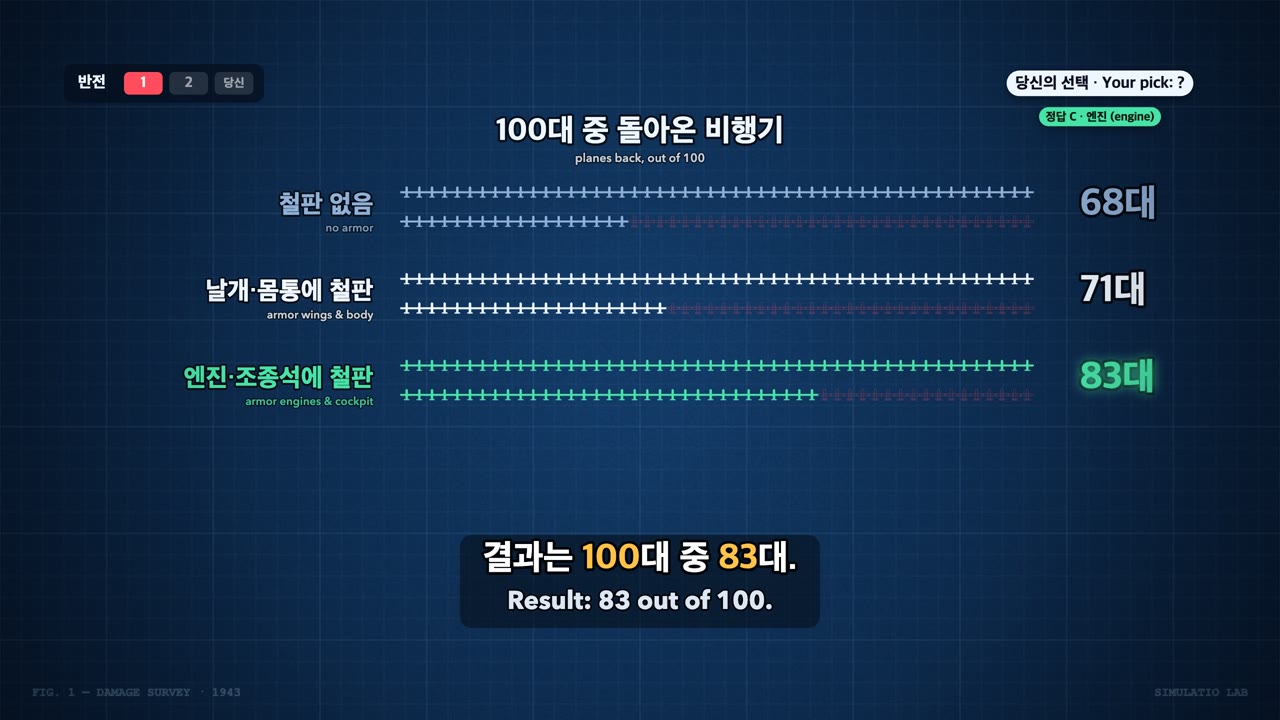 반전 1 2 당신
당신의 선택 · Your pick: ?
정답 C · 엔진 (engine)
100대 중 돌아온 비행기
planes back, out of 100
철판 없음
no armor
68대
날개·몸통에 철판
armor wings & body
71대
엔진·조종석에 철판
armor engines & cockpit
83대
결과는 100대 중 83대.
Result: 83 out of 100.
FIG. 1 — DAMAGE SURVEY · 1943
SIMULATIO LAB